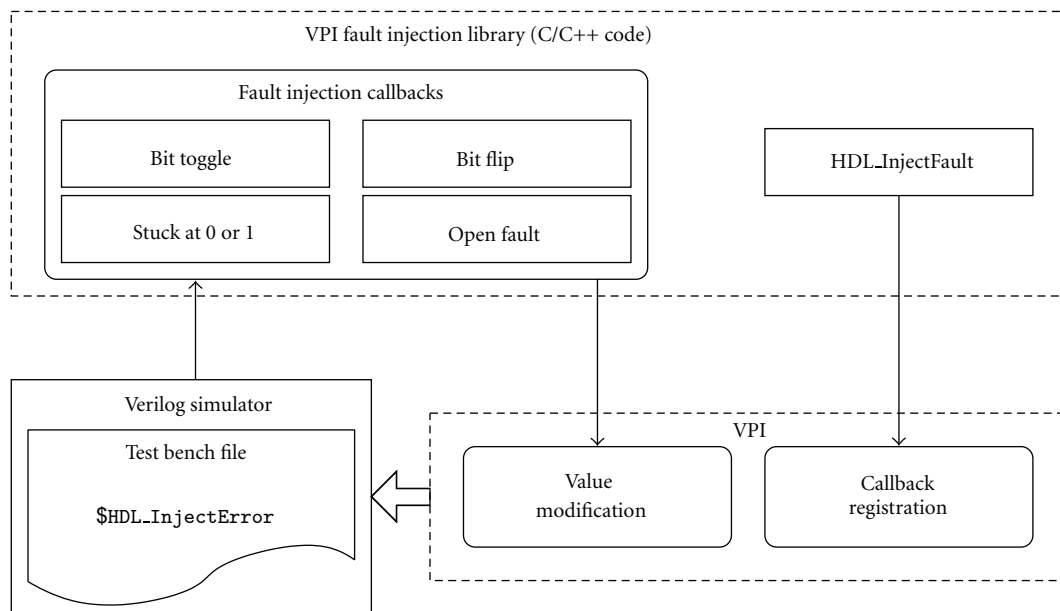 VPI fault injection library (C/C++ code)
Fault injection callbacks
Bit toggle
Bit flip
Stuck at 0 or 1
Open fault
HDL_InjectFault
Verilog simulator
Test bench file
$HDL_InjectError
VPI
Value
modification
Callback
registration